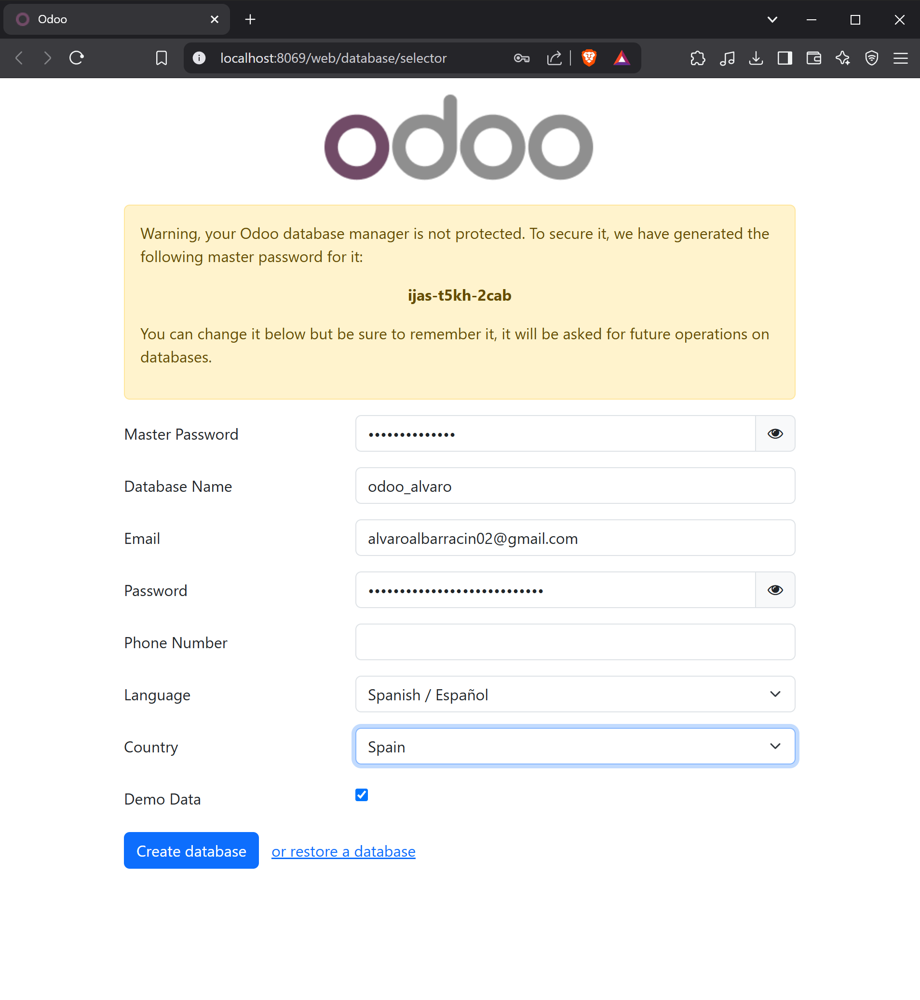 Odoo
localhost:8069/web/database/selector
odoo
Warning, your Odoo database manager is not protected. To secure it, we have generated the
following master password for it:
ijas-t5kh-2cab
You can change it below but be sure to remember it, it will be asked for future operations on
databases.
Master Password ••••••••••••••
Database Name odoo_alvaro
Email alvaroalbarracin02@gmail.com
Password ••••••••••••••••••••••••••••
Phone Number
Language Spanish / Español
Country Spain
Demo Data
Create database or restore a database